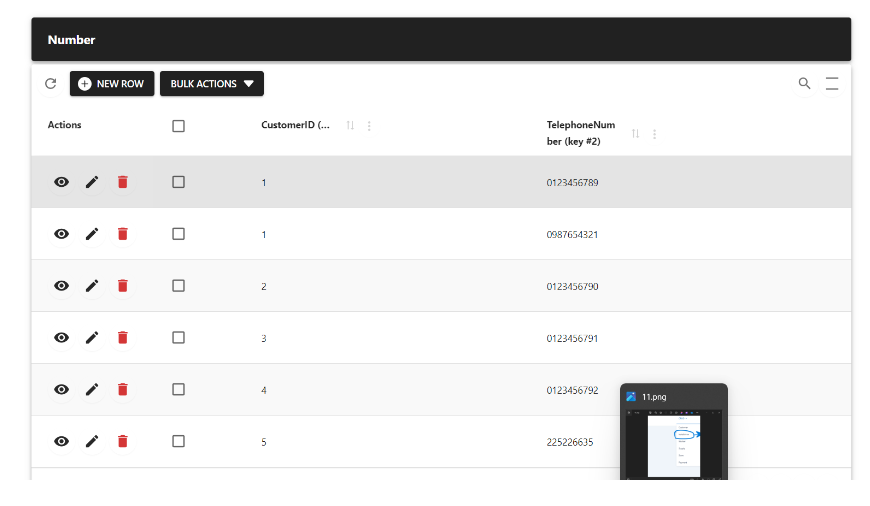 Number
NEW ROW BULK ACTIONS
Actions CustomerID (... TelephoneNum
ber (key #2)
1 0123456789
1 0987654321
2 0123456790
3 0123456791
4 0123456792
11.png
5 225226635